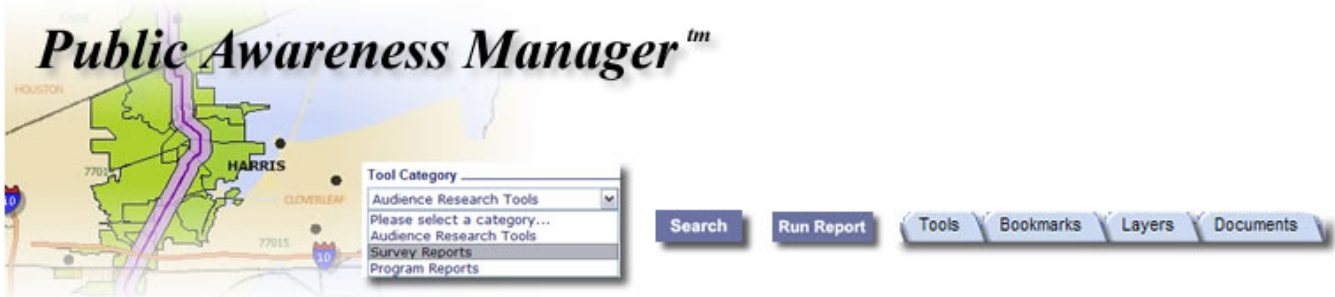 Public Awareness Manager tm
HOUSTON
HARRIS
CLOVERLEAF
77015
10
10
Tool Category
Audience Research Tools
Please select a category...
Audience Research Tools
Survey Reports
Program Reports
Search
Run Report
Tools
Bookmarks
Layers
Documents